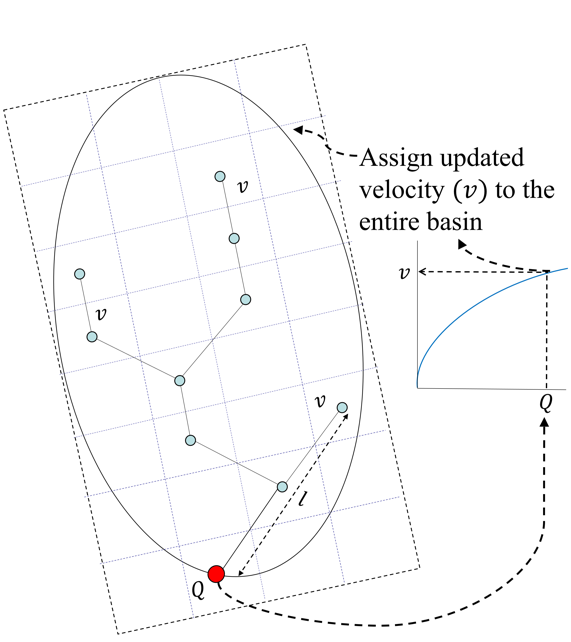 Assign updated
velocity (v) to the
entire basin
v
v
v
v
Q
l
Q